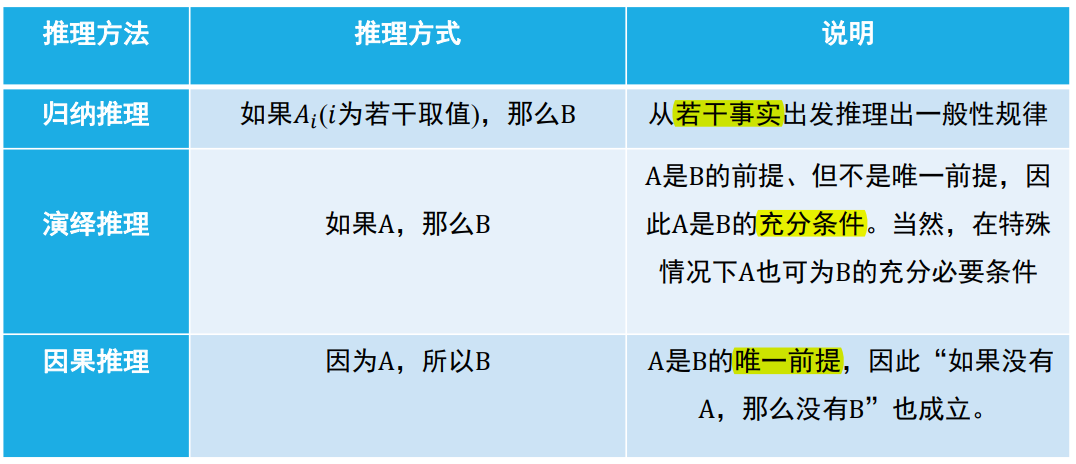 推理方法 推理方式 说明
归纳推理 如果Aᵢ(i为若干取值)，那么B 从若干事实出发推理出一般性规律
A是B的前提、但不是唯一前提，因
演绎推理 如果A，那么B 此A是B的充分条件。当然，在特殊
情况下A也可为B的充分必要条件
因果推理 因为A，所以B A是B的唯一前提，因此“如果没有
A，那么没有B”也成立。